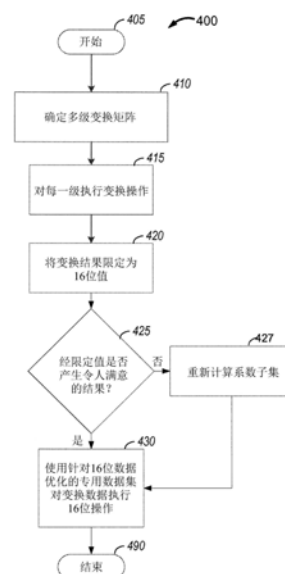 400
405
开始
410
确定多级变换矩阵
415
对每一级执行变换操作
420
将变换结果限定为
16位值
425
经限定值是否
产生令人满意
的结果？
否
427
重新计算系数子集
是
430
使用针对16位数据
优化的专用数据集
对变换数据执行
16位操作
490
结束